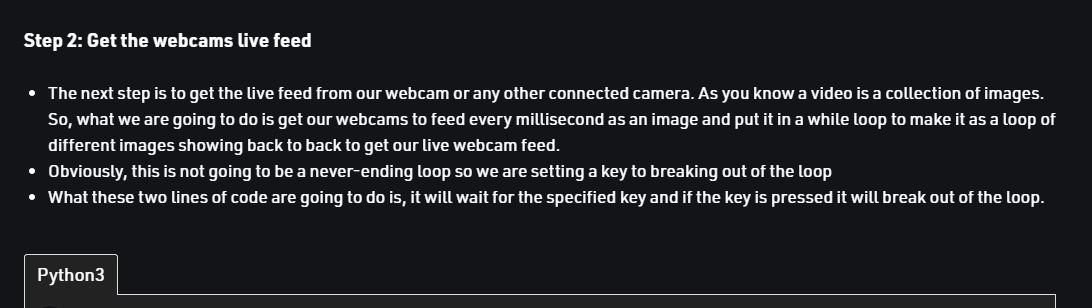 Step 2: Get the webcams live feed
• The next step is to get the live feed from our webcam or any other connected camera. As you know a video is a collection of images.
So, what we are going to do is get our webcams to feed every millisecond as an image and put it in a while loop to make it as a loop of
different images showing back to back to get our live webcam feed.
• Obviously, this is not going to be a never-ending loop so we are setting a key to breaking out of the loop
• What these two lines of code are going to do is, it will wait for the specified key and if the key is pressed it will break out of the loop.
Python3